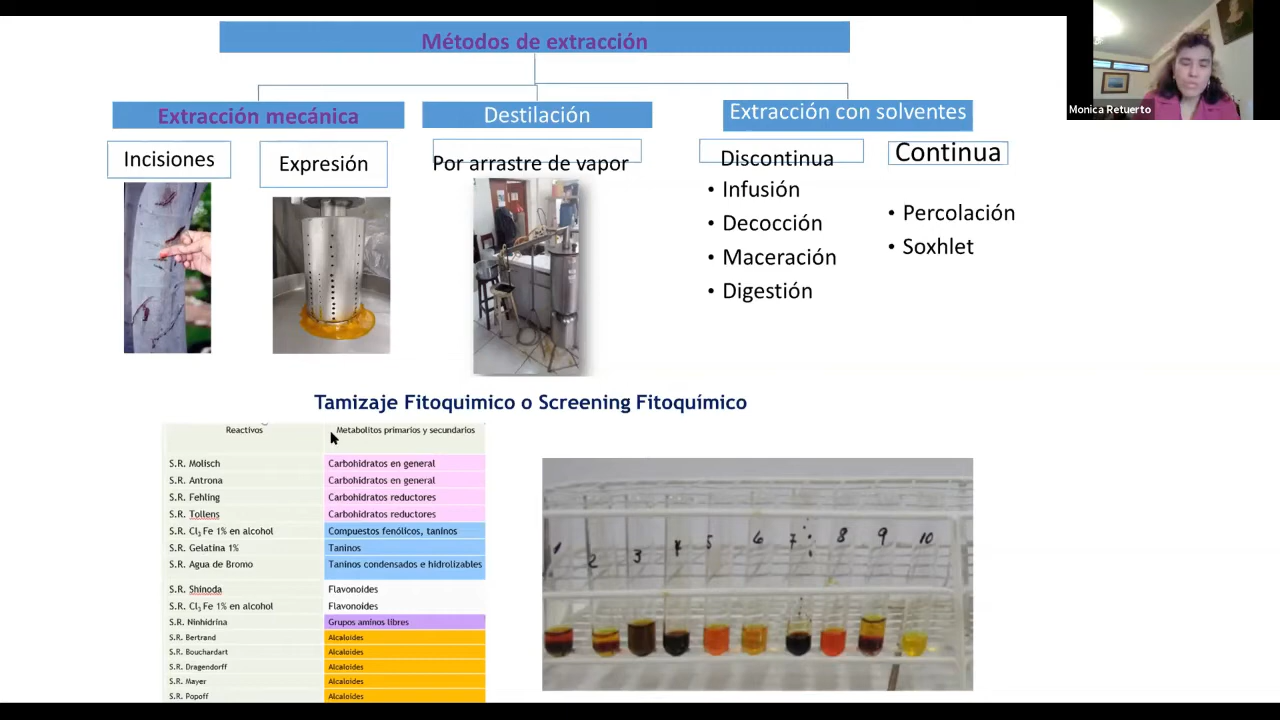 Métodos de extracción
Monica Retuerto
Extracción mecánica
Destilación
Extracción con solventes
Incisiones
Expresión
Por arrastre de vapor
Discontinua
• Infusión
• Decocción
• Maceración
• Digestión
Continua
• Percolación
• Soxhlet
Tamizaje Fitoquimico o Screening Fitoquímico
Reactivos Metabolitos primarios y secundarios
S.R. Molisch Carbohidratos en general
S.R. Antrona Carbohidratos en general
S.R. Fehling Carbohidratos reductores
S.R. Tollens Carbohidratos reductores
S.R. Cl3 Fe 1% en alcohol Compuestos fenólicos, taninos
S.R. Gelatina 1% Taninos
S.R. Agua de Bromo Taninos condensados e hidrolizables
S.R. Shinoda Flavonoides
S.R. Cl3 Fe 1% en alcohol Flavonoides
S.R. Ninhidrina Grupos aminos libres
S.R. Bertrand Alcaloides
S.R. Bouchardart Alcaloides
S.R. Dragendorff Alcaloides
S.R. Mayer Alcaloides
S.R. Popoff Alcaloides
1 2 3 4 5 6 7 8 9 10